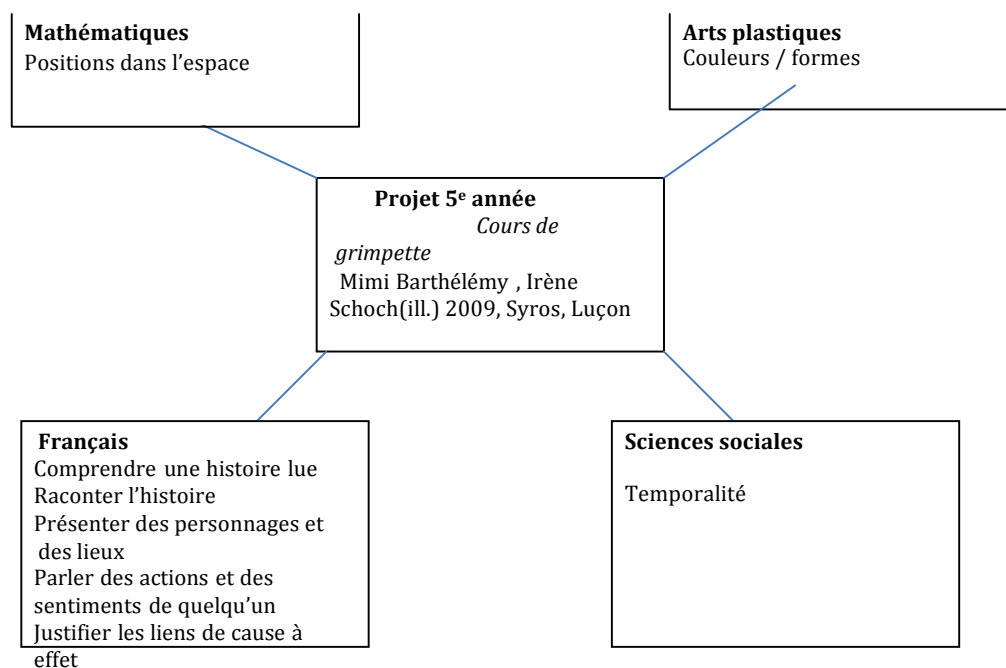 Mathématiques
Positions dans l’espace
Arts plastiques
Couleurs / formes
Projet 5e année
Cours de
grimpette
Mimi Barthélémy , Irène
Schoch(ill.) 2009, Syros, Luçon
Français
Comprendre une histoire lue
Raconter l’histoire
Présenter des personnages et
des lieux
Parler des actions et des
sentiments de quelqu’un
Justifier les liens de cause à
effet
Sciences sociales
Temporalité